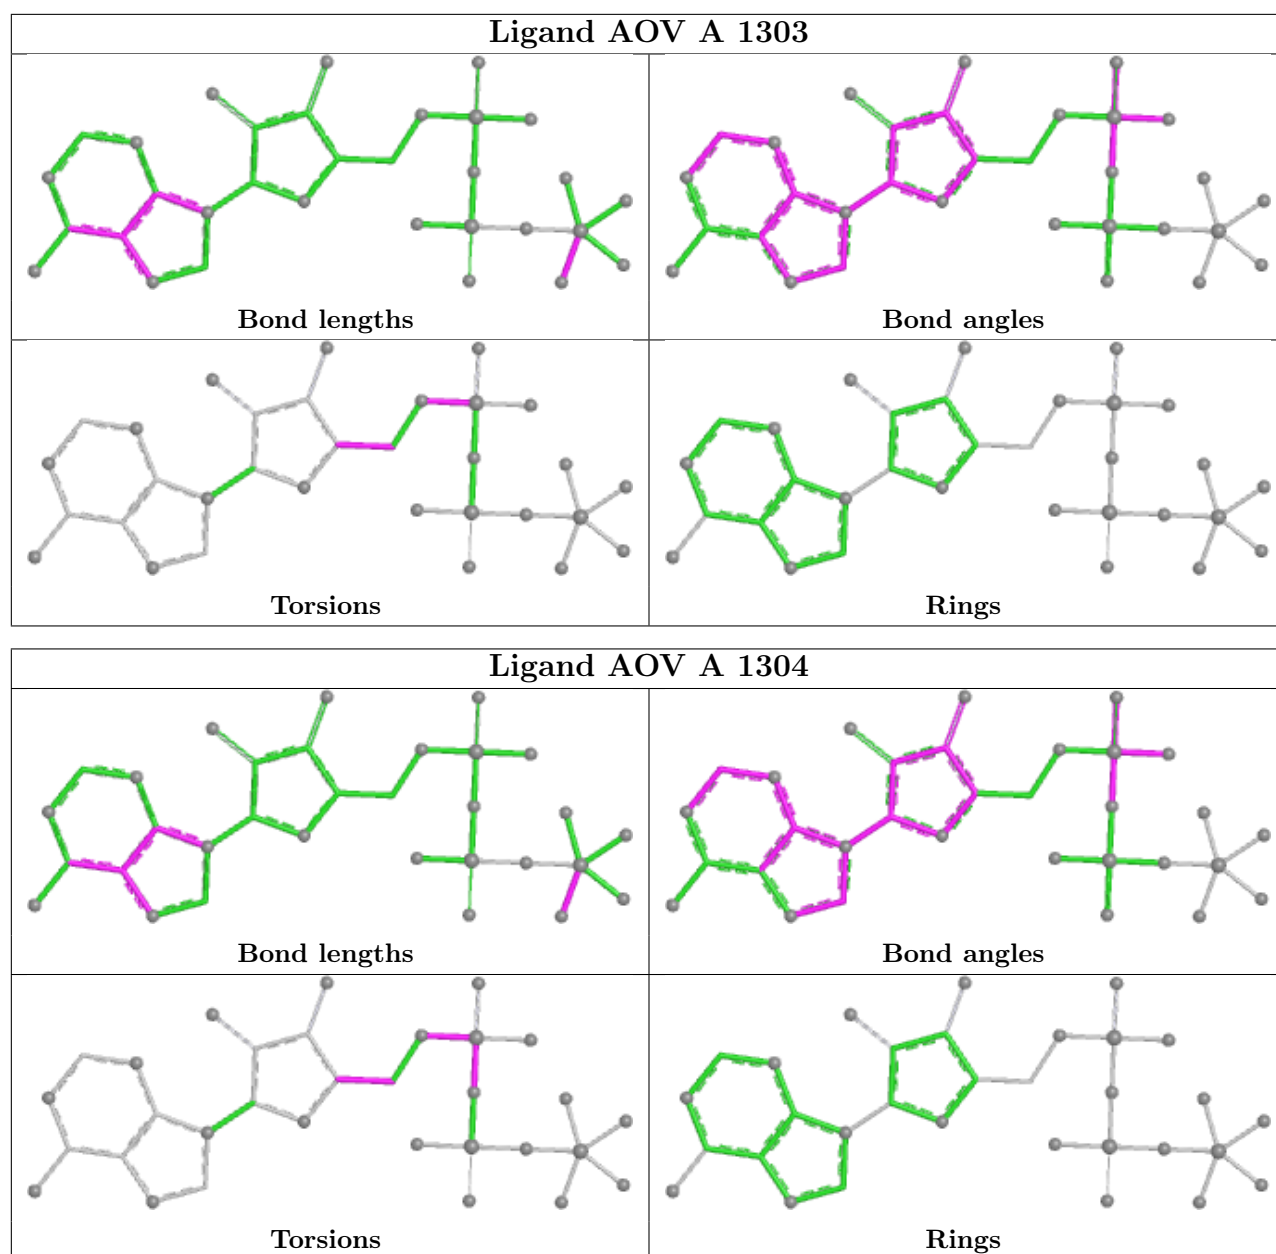 Ligand AOV A 1303
Bond lengths
Bond angles
Torsions
Rings
Ligand AOV A 1304
Bond lengths
Bond angles
Torsions
Rings